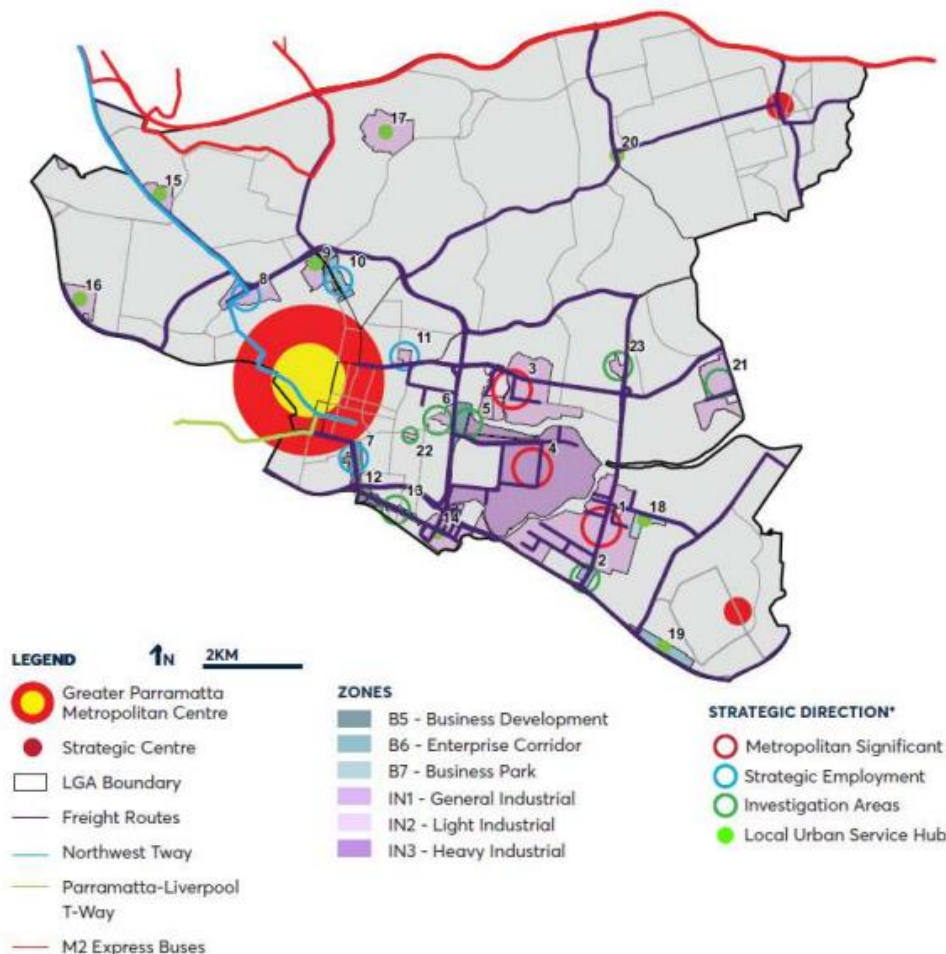 17
20
15
9
10
16
8
11
3
23
21
6
5
7
22
4
12
13
14
1
18
2
19
LEGEND
1N
2KM
Greater Parramatta
Metropolitan Centre
Strategic Centre
LGA Boundary
Freight Routes
Northwest Tway
Parramatta-Liverpool
T-Way
M2 Express Buses
ZONES
B5 - Business Development
B6 - Enterprise Corridor
B7 - Business Park
IN1 - General Industrial
IN2 - Light Industrial
IN3 - Heavy Industrial
STRATEGIC DIRECTION*
Metropolitan Significant
Strategic Employment
Investigation Areas
Local Urban Service Hub